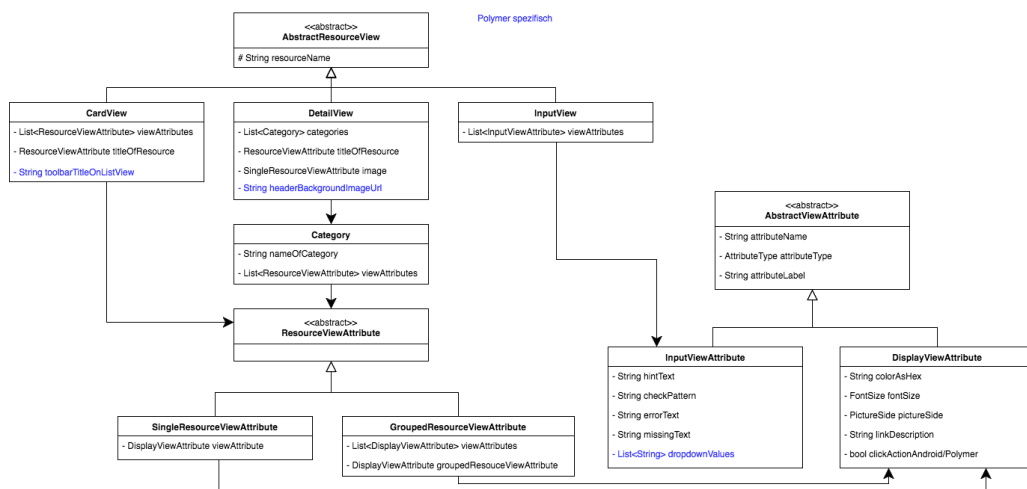 Polymer spezifisch
<<abstract>>
AbstractResourceView
# String resourceName
CardView
- List<ResourceViewAttribute> viewAttributes
- ResourceViewAttribute titleOfResource
- String toolbarTitleOnListView
DetailView
- List<Category> categories
- ResourceViewAttribute titleOfResource
- SingleResourceViewAttribute image
- String headerBackgroundImageUrl
InputView
- List<InputViewAttribute> viewAttributes
<<abstract>>
AbstractViewAttribute
- String attributeName
- AttributeType attributeType
- String attributeLabel
Category
- String nameOfCategory
- List<ResourceViewAttribute> viewAttributes
<<abstract>>
ResourceViewAttribute
InputViewAttribute
- String hintText
- String checkPattern
- String errorText
- String missingText
- List<String> dropdownValues
DisplayViewAttribute
- String colorAsHex
- FontSize fontSize
- PictureSide pictureSide
- String linkDescription
- bool clickActionAndroid/Polymer
SingleResourceViewAttribute
- DisplayViewAttribute viewAttribute
GroupedResourceViewAttribute
- List<DisplayViewAttribute> viewAttributes
- DisplayViewAttribute groupedResouceViewAttribute